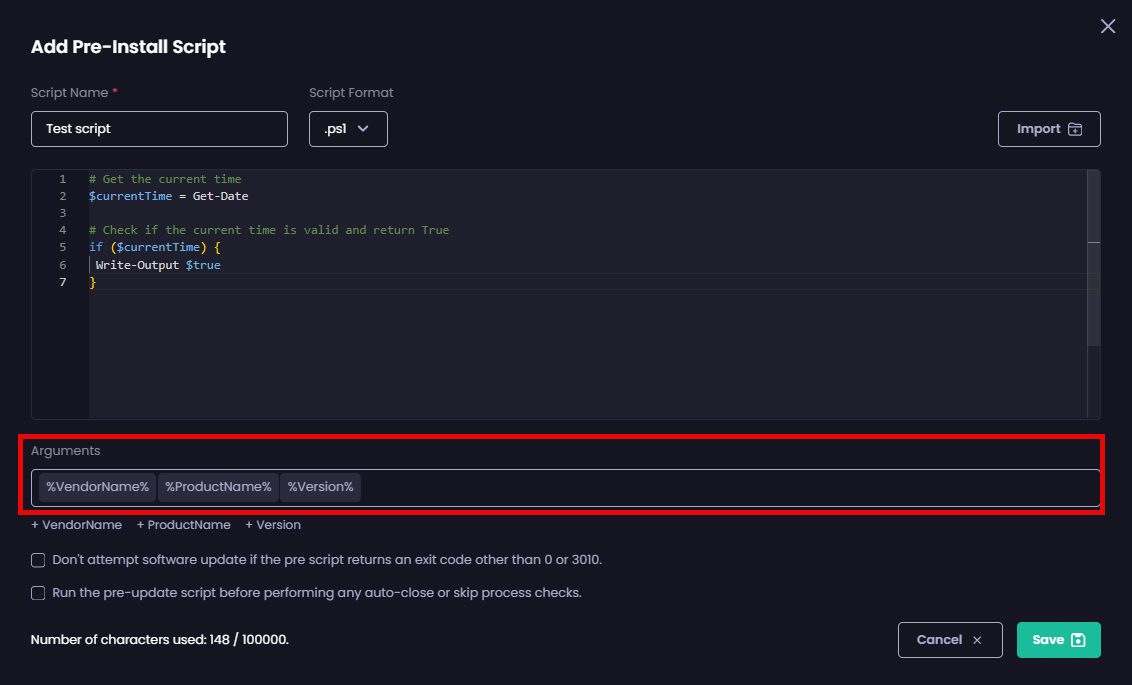 Add Pre-Install Script
Script Name * Script Format
Test script .ps1 Import
1 # Get the current time
2 $currentTime = Get-Date
3
4 # Check if the current time is valid and return True
5 if ($currentTime) {
6 Write-Output $true
7 }
Arguments
%VendorName% %ProductName% %Version%
+ VendorName + ProductName + Version
Don't attempt software update if the pre script returns an exit code other than 0 or 3010.
Run the pre-update script before performing any auto-close or skip process checks.
Number of characters used: 148 / 100000. Cancel Save